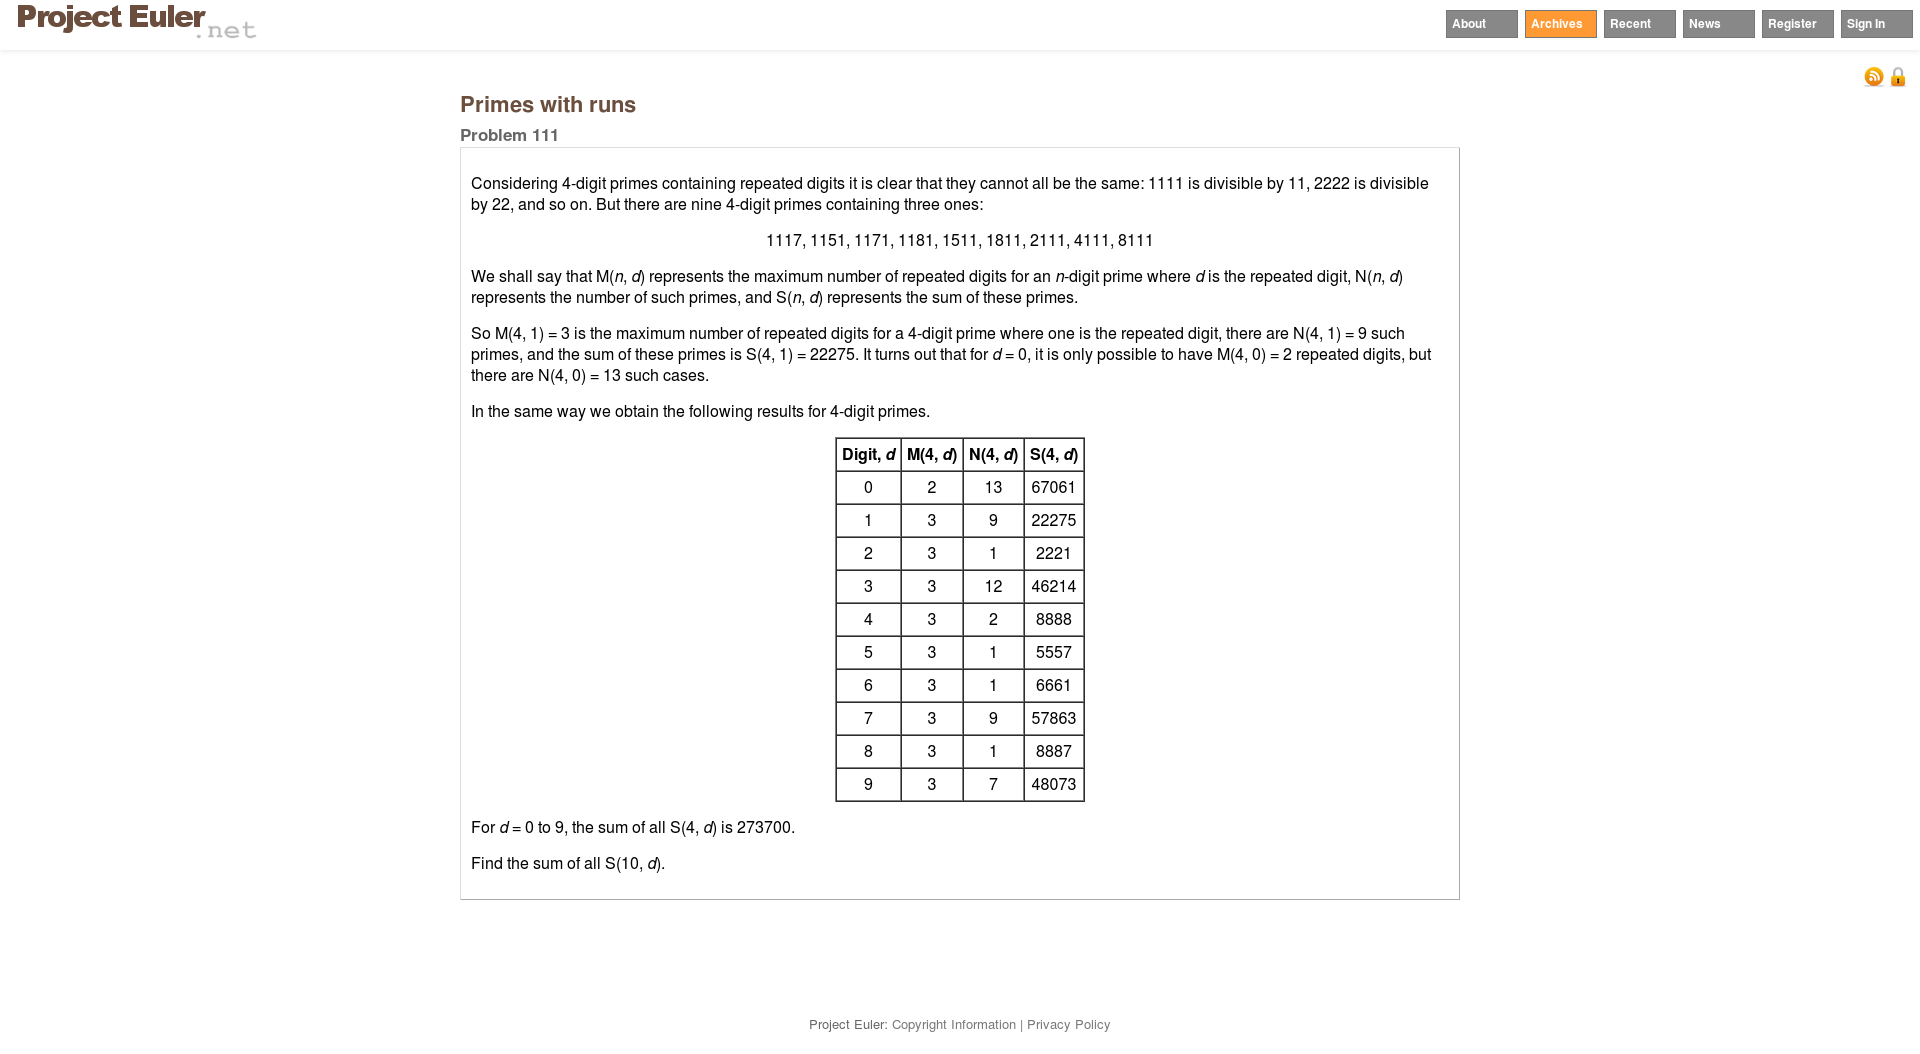 Project Euler.net
About Archives Recent News Register Sign In
Primes with runs
Problem 111
Considering 4-digit primes containing repeated digits it is clear that they cannot all be the same: 1111 is divisible by 11, 2222 is divisible
by 22, and so on. But there are nine 4-digit primes containing three ones:
1117, 1151, 1171, 1181, 1511, 1811, 2111, 4111, 8111
We shall say that M(n, d) represents the maximum number of repeated digits for an n-digit prime where d is the repeated digit, N(n, d)
represents the number of such primes, and S(n, d) represents the sum of these primes.
So M(4, 1) = 3 is the maximum number of repeated digits for a 4-digit prime where one is the repeated digit, there are N(4, 1) = 9 such
primes, and the sum of these primes is S(4, 1) = 22275. It turns out that for d = 0, it is only possible to have M(4, 0) = 2 repeated digits, but
there are N(4, 0) = 13 such cases.
In the same way we obtain the following results for 4-digit primes.
Digit, d M(4, d) N(4, d) S(4, d)
0 2 13 67061
1 3 9 22275
2 3 1 2221
3 3 12 46214
4 3 2 8888
5 3 1 5557
6 3 1 6661
7 3 9 57863
8 3 1 8887
9 3 7 48073
For d = 0 to 9, the sum of all S(4, d) is 273700.
Find the sum of all S(10, d).
Project Euler: Copyright Information | Privacy Policy